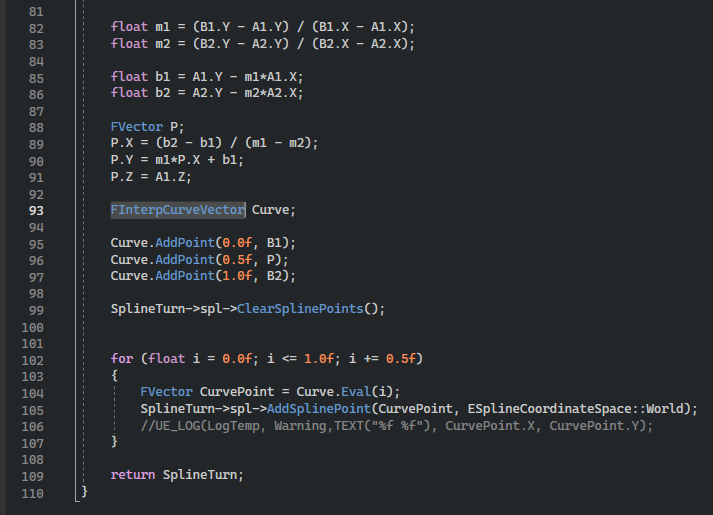 81
82 float m1 = (B1.Y - A1.Y) / (B1.X - A1.X);
83 float m2 = (B2.Y - A2.Y) / (B2.X - A2.X);
84
85 float b1 = A1.Y - m1*A1.X;
86 float b2 = A2.Y - m2*A2.X;
87
88 FVector P;
89 P.X = (b2 - b1) / (m1 - m2);
90 P.Y = m1*P.X + b1;
91 P.Z = A1.Z;
92
93 FInterpCurveVector Curve;
94
95 Curve.AddPoint(0.0f, B1);
96 Curve.AddPoint(0.5f, P);
97 Curve.AddPoint(1.0f, B2);
98
99 SplineTurn->spl->ClearSplinePoints();
100
101
102 for (float i = 0.0f; i <= 1.0f; i += 0.5f)
103 {
104 FVector CurvePoint = Curve.Eval(i);
105 SplineTurn->spl->AddSplinePoint(CurvePoint, ESplineCoordinateSpace::World);
106 //UE_LOG(LogTemp, Warning,TEXT("%f %f"), CurvePoint.X, CurvePoint.Y);
107 }
108
109 return SplineTurn;
110 }